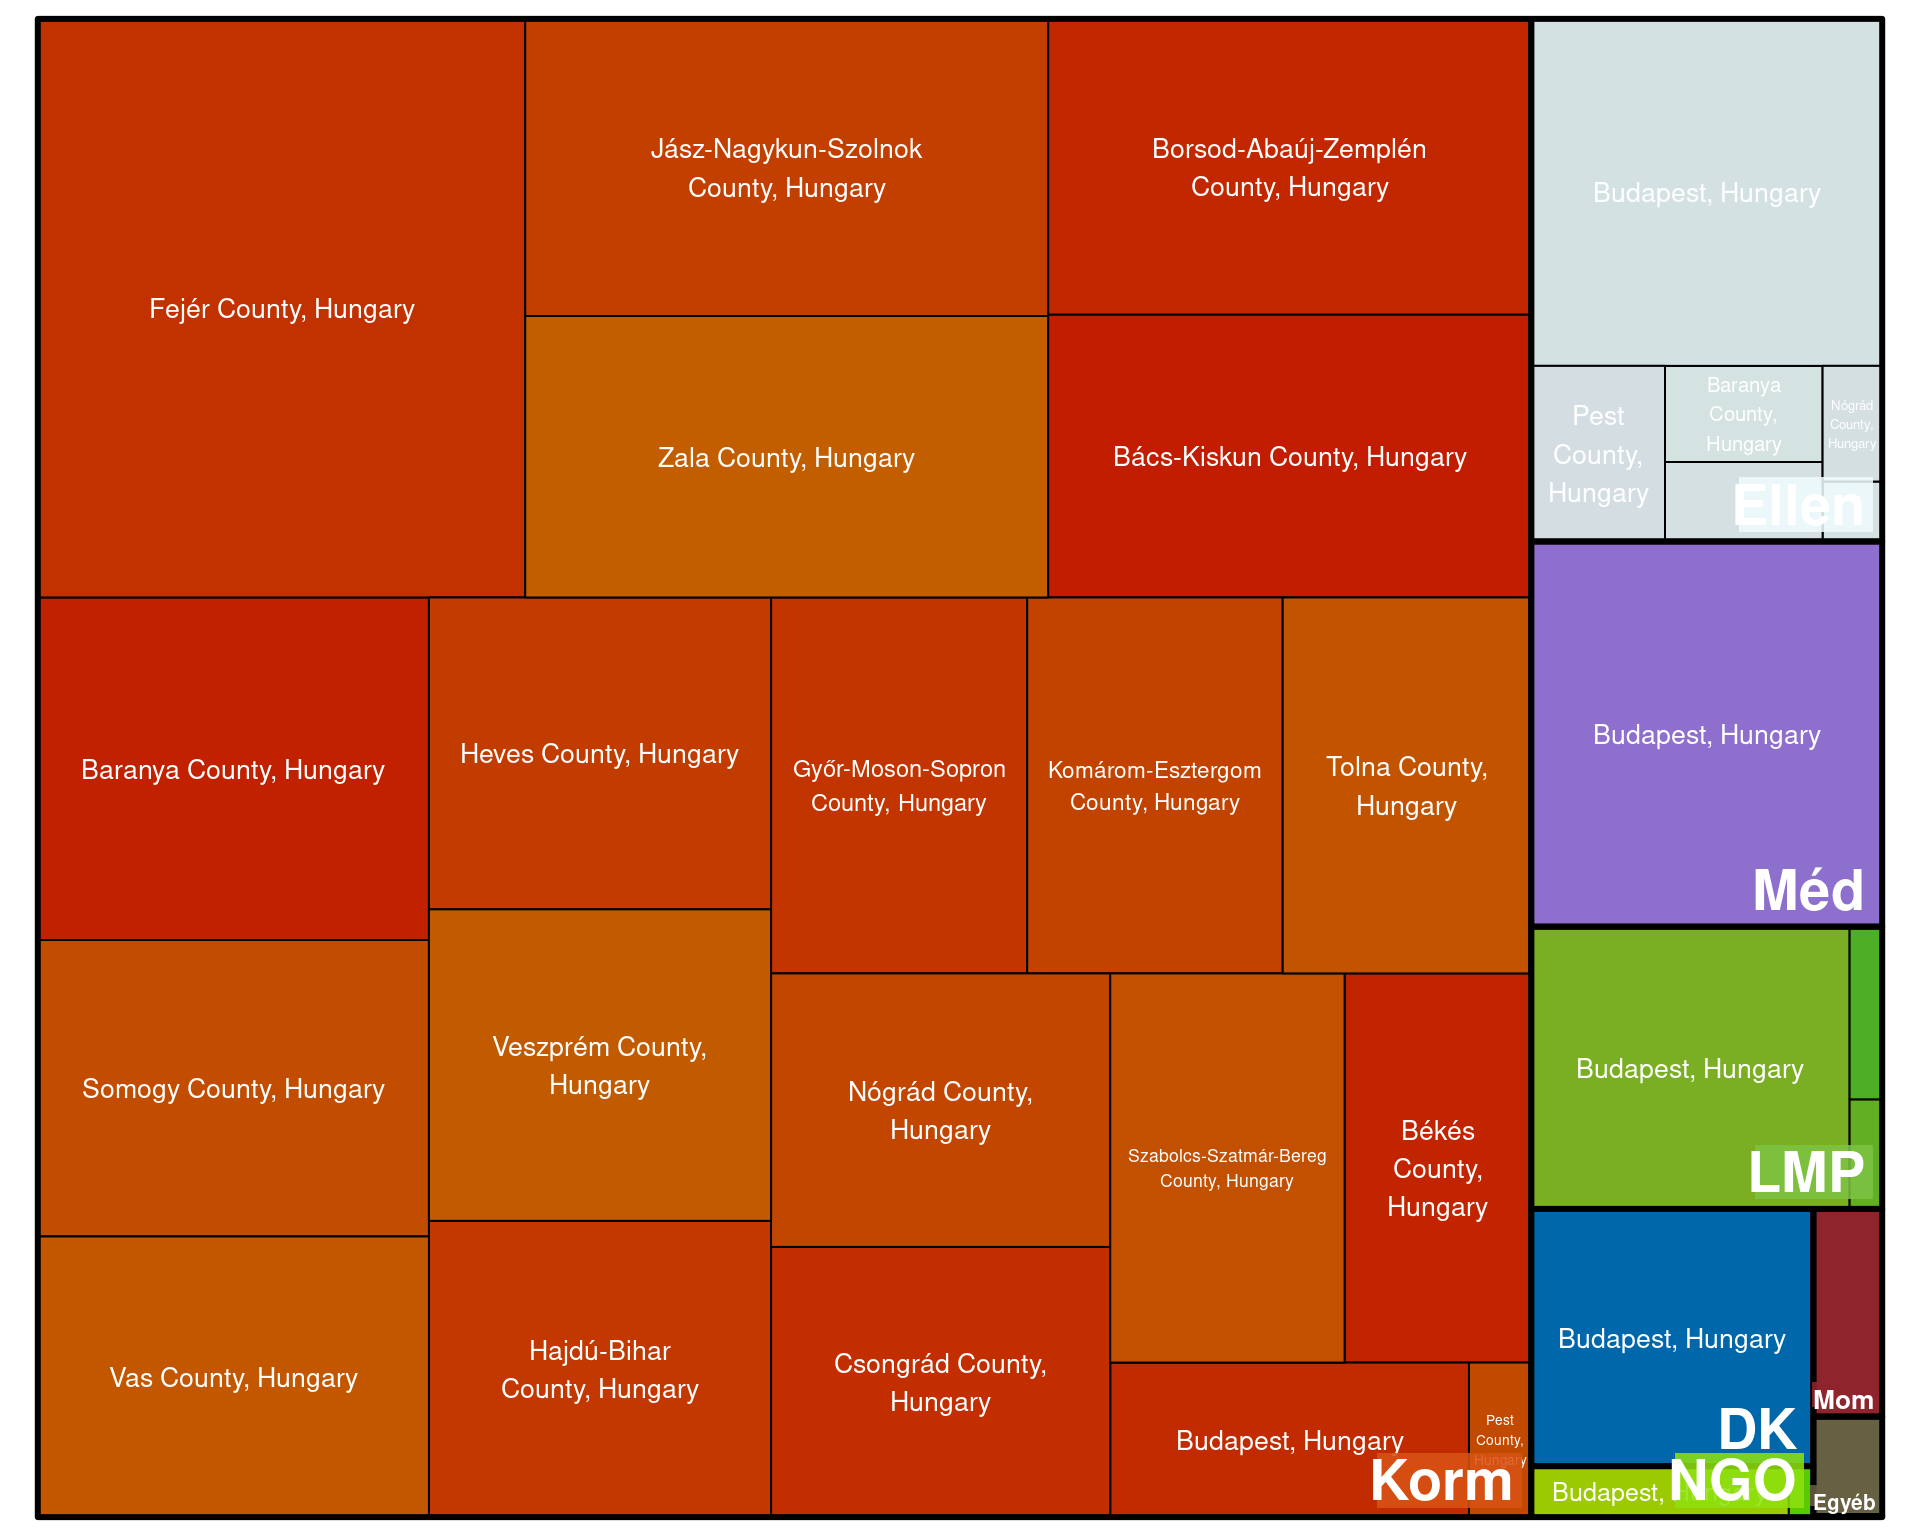 Fejér County, Hungary
Jász-Nagykun-Szolnok
County, Hungary
Borsod-Abaúj-Zemplén
County, Hungary
Zala County, Hungary
Bács-Kiskun County, Hungary
Baranya County, Hungary
Heves County, Hungary
Győr-Moson-Sopron
County, Hungary
Komárom-Esztergom
County, Hungary
Tolna County,
Hungary
Somogy County, Hungary
Veszprém County,
Hungary
Nógrád County,
Hungary
Szabolcs-Szatmár-Bereg
County, Hungary
Békés
County,
Hungary
Vas County, Hungary
Hajdú-Bihar
County, Hungary
Csongrád County,
Hungary
Budapest, Hungary
Pest
County,
Hungary
Korm
Budapest, Hungary
Pest
County,
Hungary
Baranya
County,
Hungary
Nógrád
County,
Hungary
Ellen
Budapest, Hungary
Méd
Budapest, Hungary
LMP
Budapest, Hungary
DK
Mom
Budapest,
NGO
Egyéb